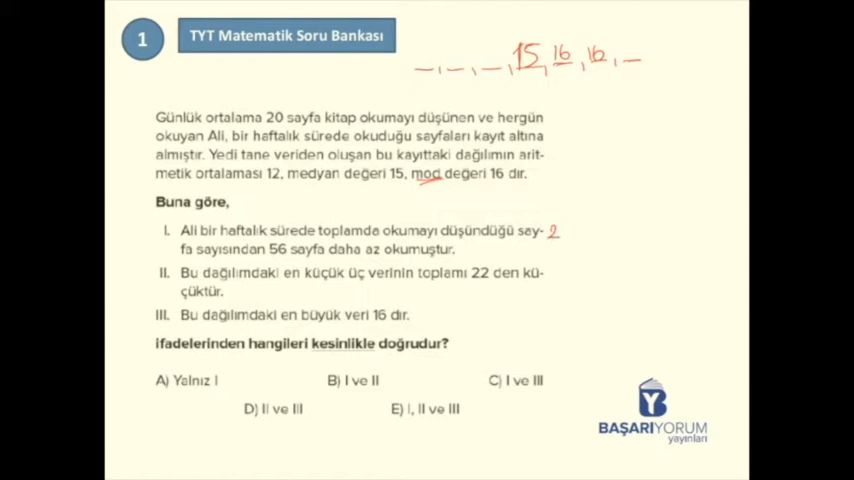 1
TYT Matematik Soru Bankası
_, _, _, 15, 16, 16, _
Günlük ortalama 20 sayfa kitap okumayı düşünen ve hergün
okuyan Ali, bir haftalık sürede okuduğu sayfaları kayıt altına
almıştır. Yedi tane veriden oluşan bu kayıttaki dağılımın arit-
metik ortalaması 12, medyan değeri 15, mod değeri 16 dır.
Buna göre,
I. Ali bir haftalık sürede toplamda okumayı düşündüğü say- 2
fa sayısından 56 sayfa daha az okumuştur.
II. Bu dağılımdaki en küçük üç verinin toplamı 22 den kü-
çüktür.
III. Bu dağılımdaki en büyük veri 16 dır.
ifadelerinden hangileri kesinlikle doğrudur?
A) Yalnız I B) I ve II C) I ve III
D) II ve III E) I, II ve III
BAŞARIYORUM
yayınları